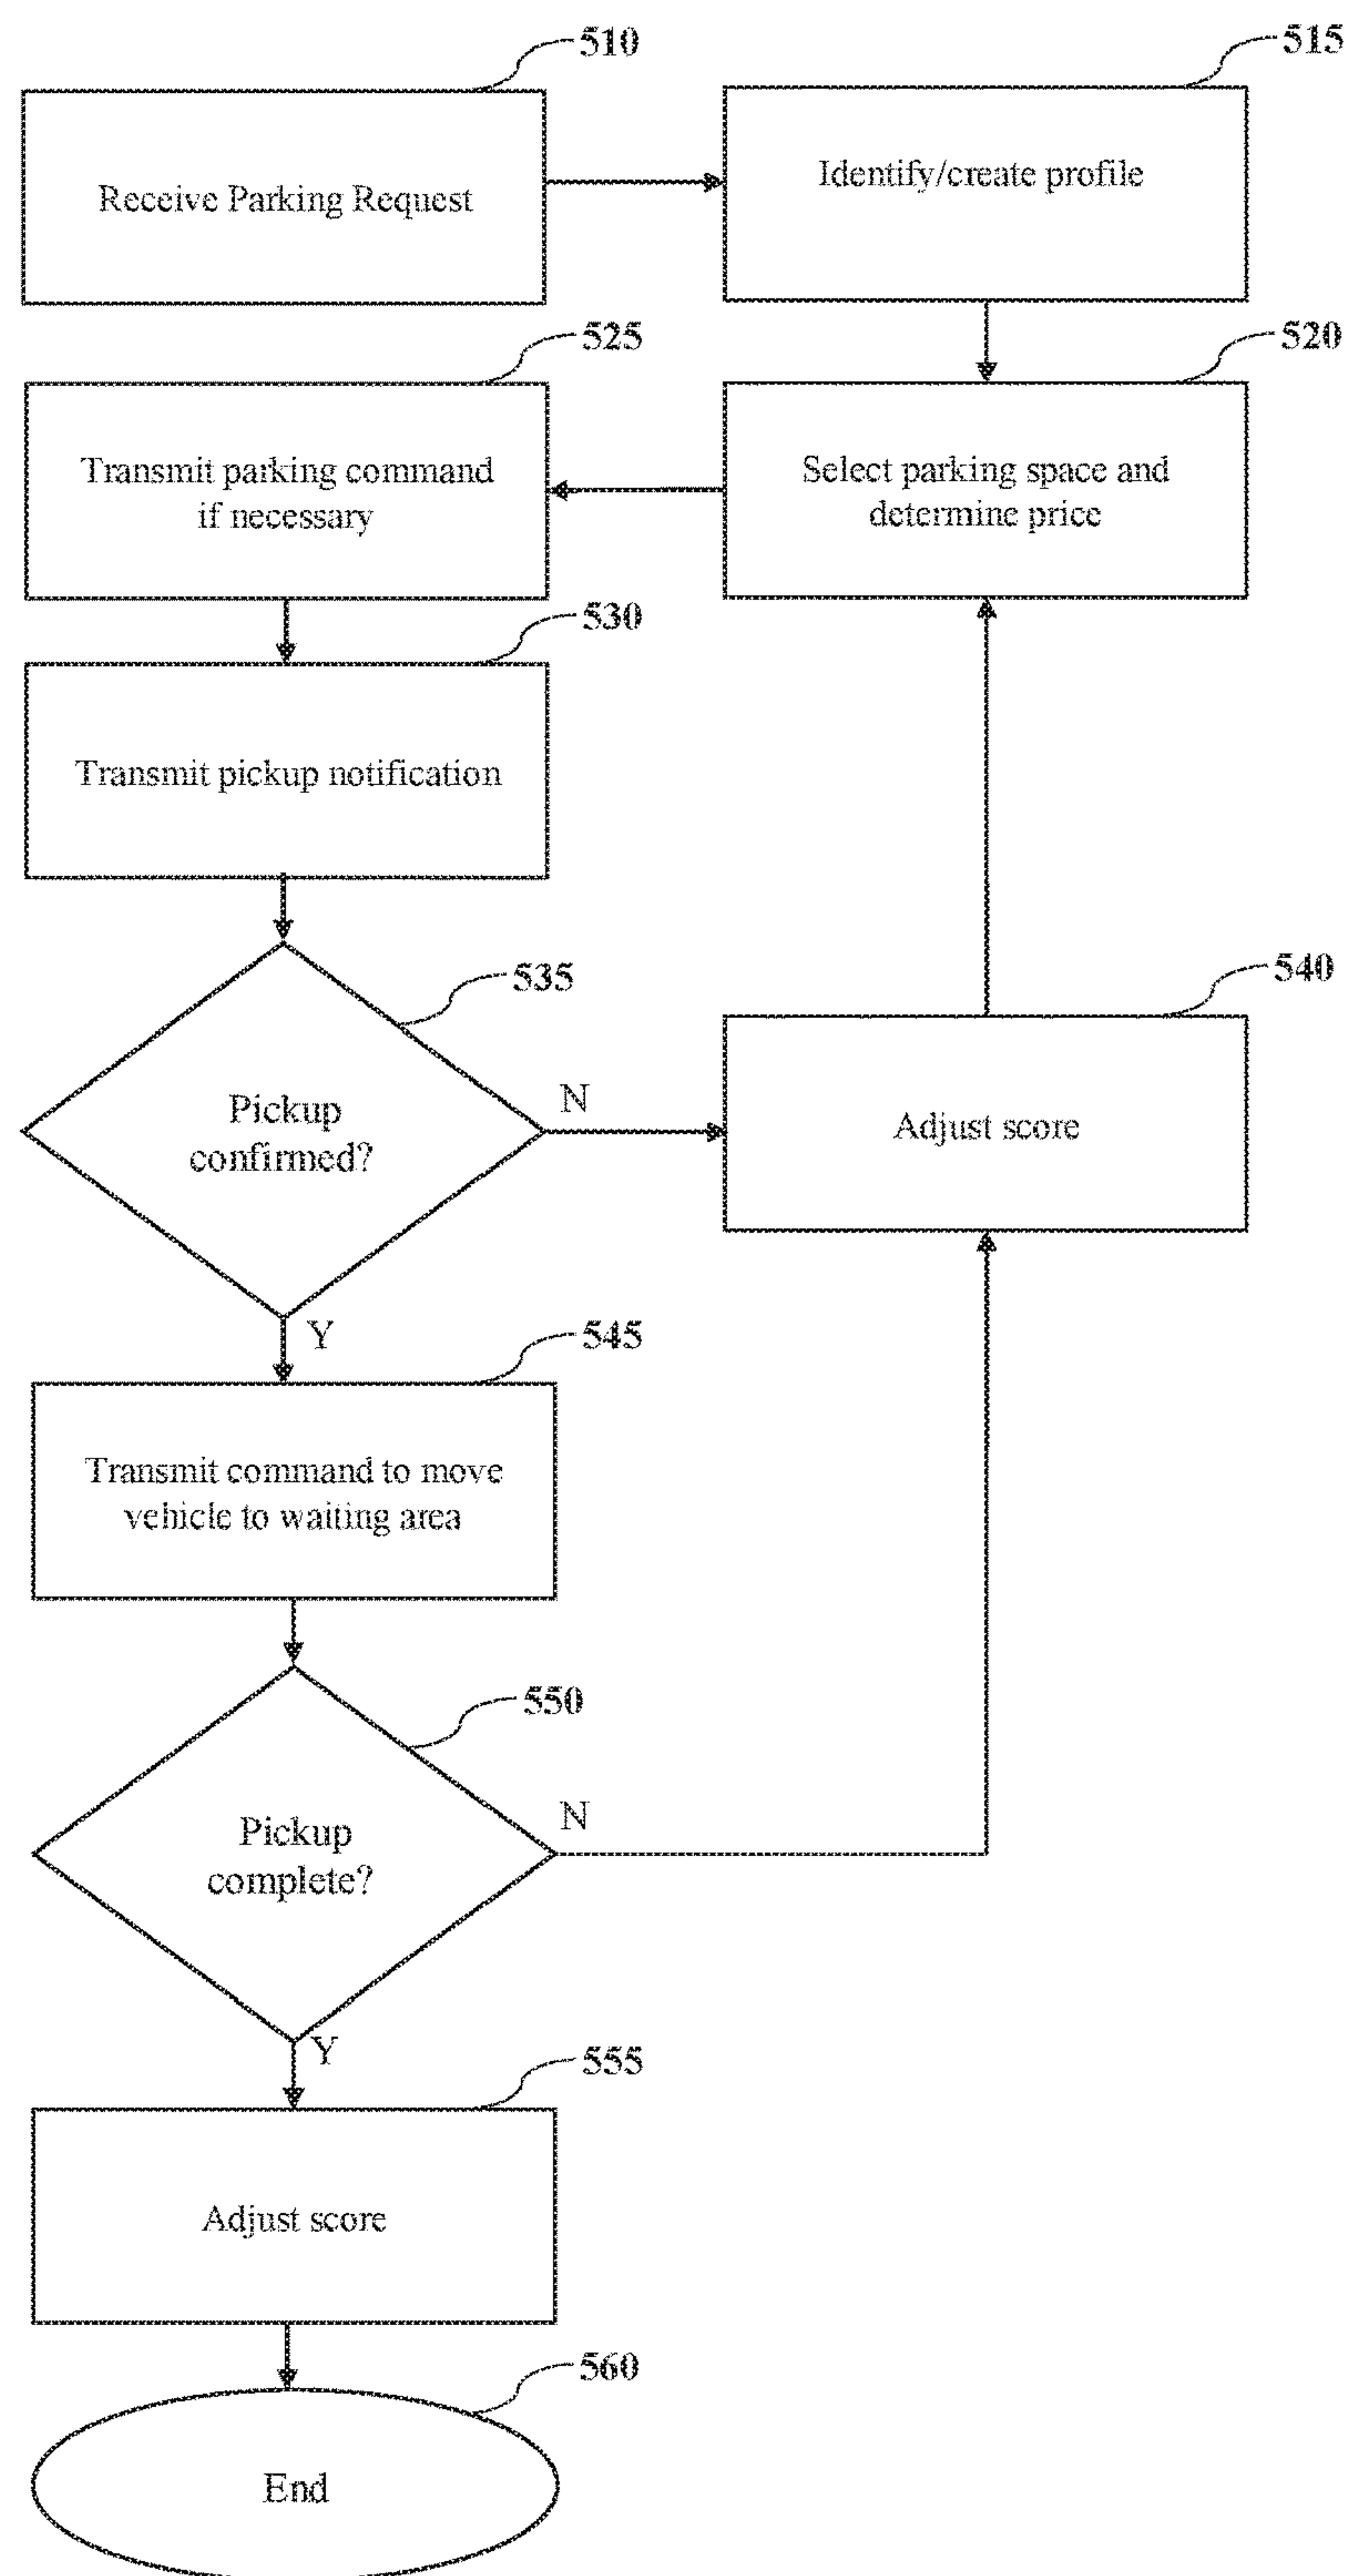 510
Receive Parking Request
515
Identify/create profile
520
Select parking space and
determine price
525
Transmit parking command
if necessary
530
Transmit pickup notification
535
Pickup
confirmed?
N
540
Adjust score
Y
545
Transmit command to move
vehicle to waiting area
550
Pickup
complete?
N
Y
555
Adjust score
560
End